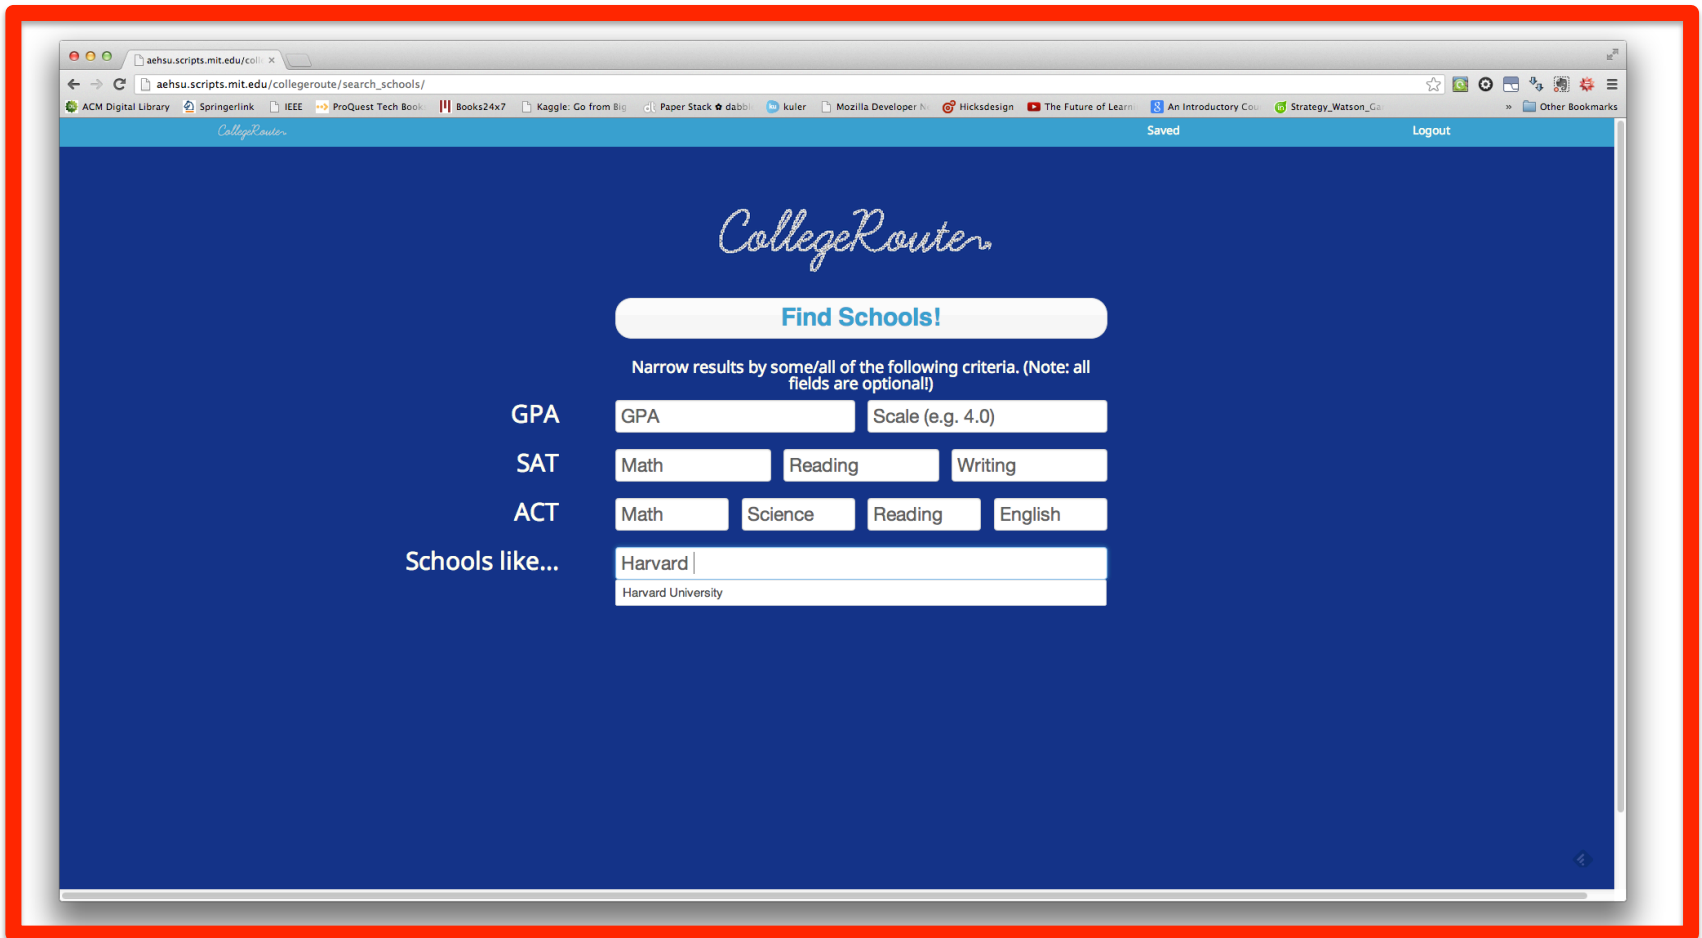 aehsu.scripts.mit.edu/coll
aehsu.scripts.mit.edu/collegeroute/search_schools/
ACM Digital Library Springerlink IEEE ProQuest Tech Book Books24x7 Kaggle: Go from Big Paper Stack ✿ dabbl kuler Mozilla Developer N Hicksdesign The Future of Learn An Introductory Cou Strategy_Watson_Ga » Other Bookmarks
CollegeRoute Saved Logout
CollegeRoute
Find Schools!
Narrow results by some/all of the following criteria. (Note: all
fields are optional!)
GPA GPA Scale (e.g. 4.0)
SAT Math Reading Writing
ACT Math Science Reading English
Schools like... Harvard
Harvard University